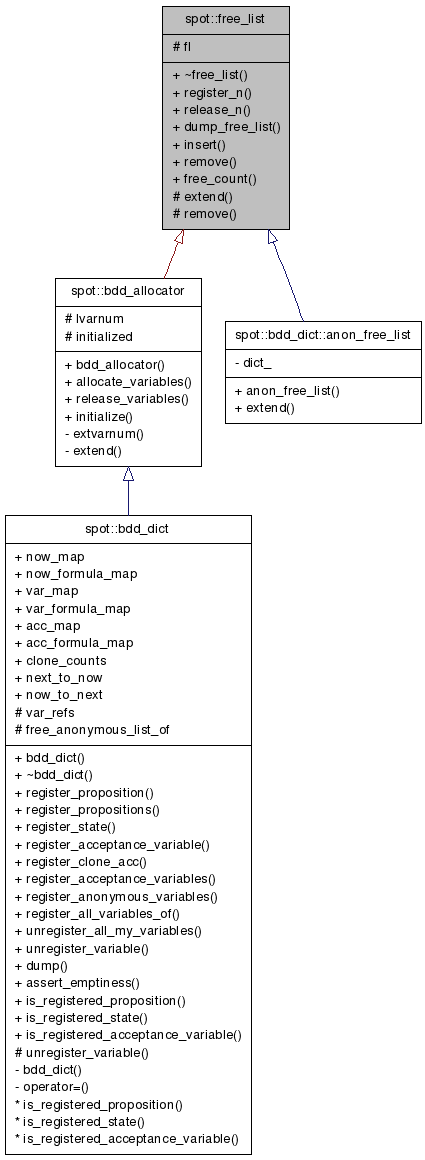 spot::free_list
# fl
+ ~free_list()
+ register_n()
+ release_n()
+ dump_free_list()
+ insert()
+ remove()
+ free_count()
# extend()
# remove()
spot::bdd_allocator
# lvarnum
# initialized
+ bdd_allocator()
+ allocate_variables()
+ release_variables()
+ initialize()
- extvarnum()
- extend()
spot::bdd_dict::anon_free_list
- dict_
+ anon_free_list()
+ extend()
spot::bdd_dict
+ now_map
+ now_formula_map
+ var_map
+ var_formula_map
+ acc_map
+ acc_formula_map
+ clone_counts
+ next_to_now
+ now_to_next
# var_refs
# free_anonymous_list_of
+ bdd_dict()
+ ~bdd_dict()
+ register_proposition()
+ register_propositions()
+ register_state()
+ register_acceptance_variable()
+ register_clone_acc()
+ register_acceptance_variables()
+ register_anonymous_variables()
+ register_all_variables_of()
+ unregister_all_my_variables()
+ unregister_variable()
+ dump()
+ assert_emptiness()
+ is_registered_proposition()
+ is_registered_state()
+ is_registered_acceptance_variable()
# unregister_variable()
- bdd_dict()
- operator=()
* is_registered_proposition()
* is_registered_state()
* is_registered_acceptance_variable()